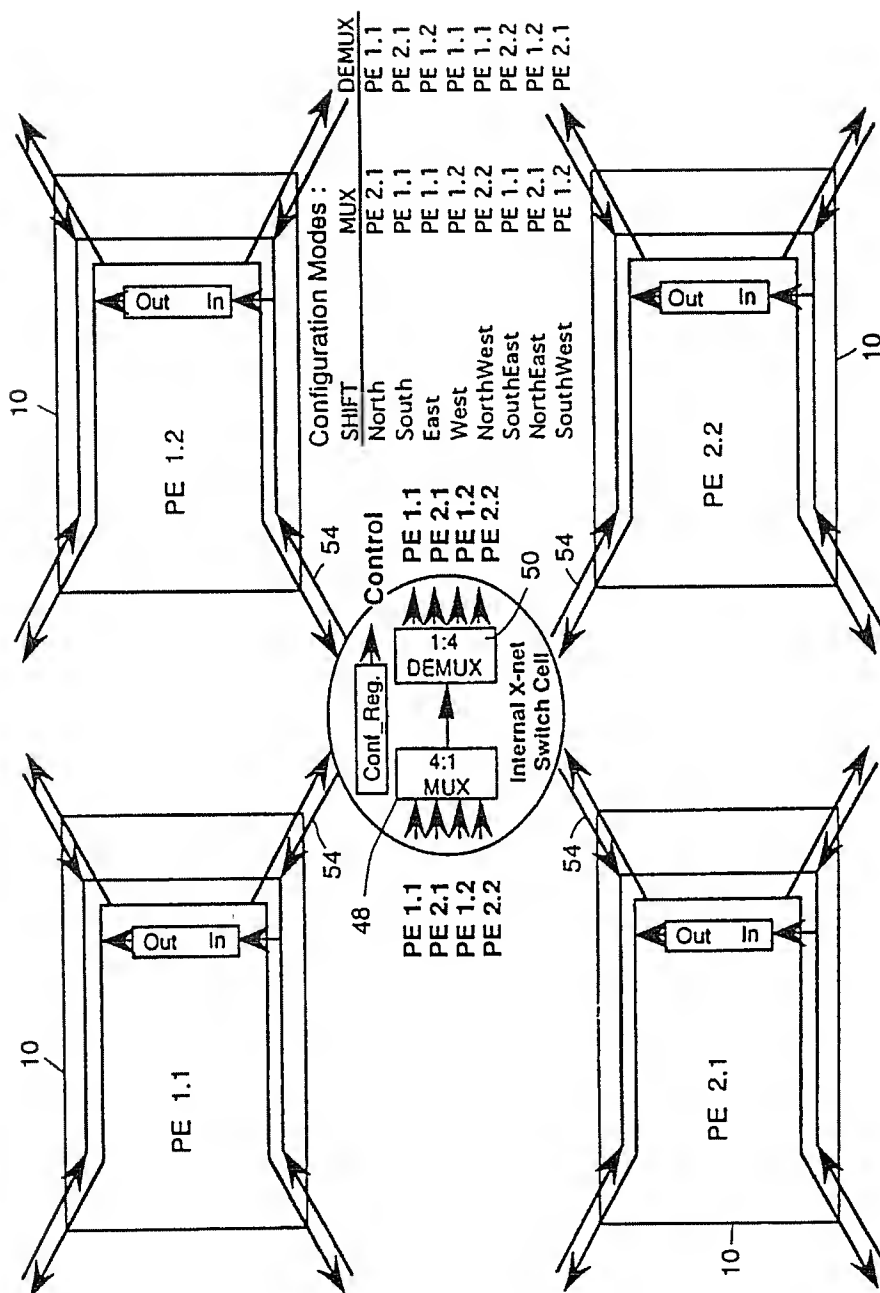 10
10
PE 1.1
PE 1.2
Out In
Out In
54
54
48
Conf_Reg.
Control
4:1
MUX
1:4
DEMUX
50
PE 1.1
PE 2.1
PE 1.2
PE 2.2
PE 1.1
PE 2.1
PE 1.2
PE 2.2
Internal X-net
Switch Cell
Configuration Modes :
SHIFT MUX DEMUX
North PE 2.1 PE 1.1
South PE 1.1 PE 2.1
East PE 1.1 PE 1.2
West PE 1.2 PE 1.1
NorthWest PE 2.2 PE 1.1
SouthEast PE 1.1 PE 2.2
NorthEast PE 2.1 PE 1.2
SouthWest PE 1.2 PE 2.1
54
54
Out In
Out In
PE 2.1
PE 2.2
10
10